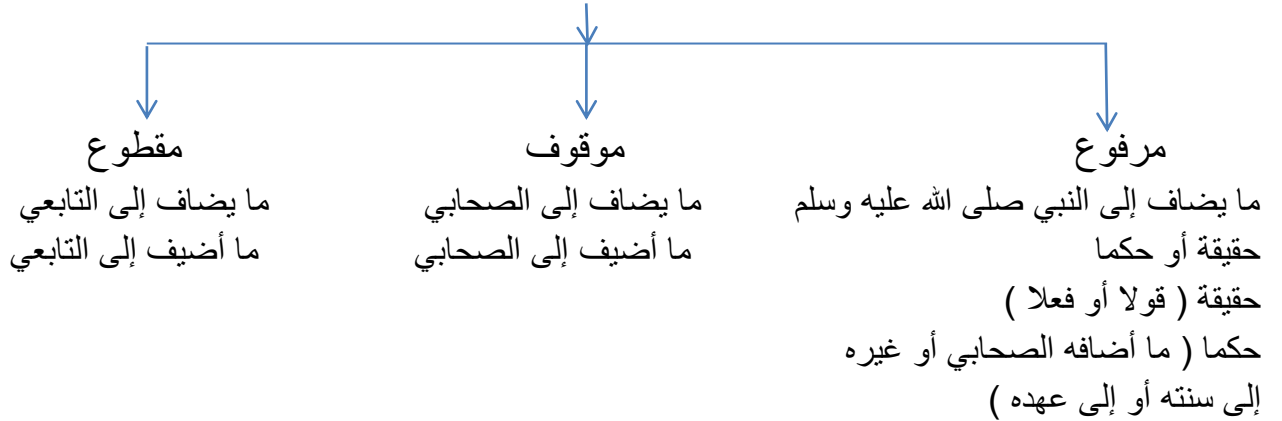 مرفوع
ما يضاف إلى النبي صلى الله عليه وسلم
حقيقة أو حكما
حقيقة ( قولا أو فعلا )
حكما ( ما أضافه الصحابي أو غيره
إلى سنته أو إلى عهده )
موقوف
ما يضاف إلى الصحابي
ما أضيف إلى الصحابي
مقطوع
ما يضاف إلى التابعي
ما أضيف إلى التابعي